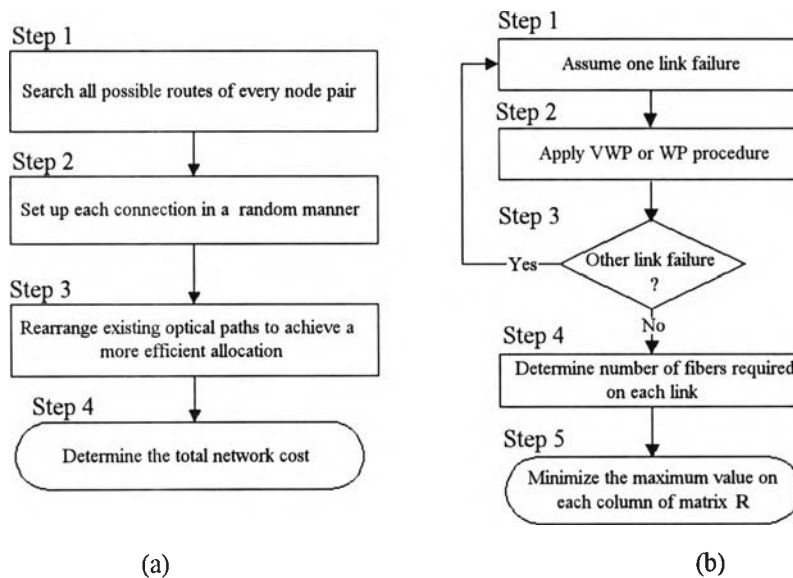 Step 1
Search all possible routes of every node pair
Step 2
Set up each connection in a random manner
Step 3
Rearrange existing optical paths to achieve a
more efficient allocation
Step 4
Determine the total network cost
(a)
Step 1
Assume one link failure
Step 2
Apply VWP or WP procedure
Step 3
Other link failure
?
Yes
No
Step 4
Determine number of fibers required
on each link
Step 5
Minimize the maximum value on
each column of matrix R
(b)